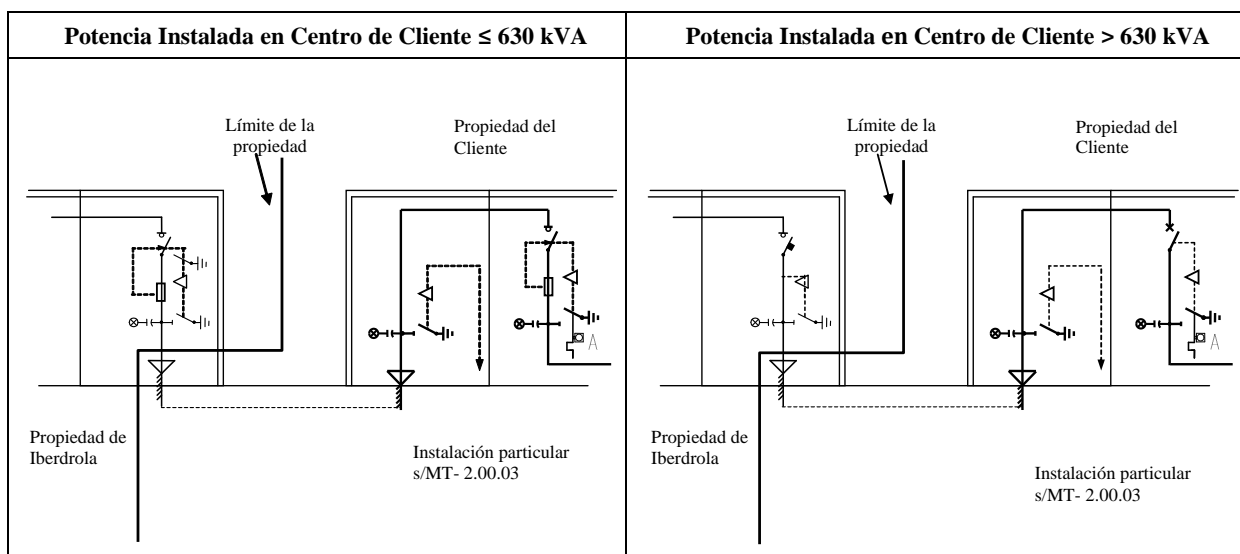 Potencia Instalada en Centro de Cliente ≤ 630 kVA
Límite de la
propiedad
Propiedad del
Cliente
A
Propiedad de
Iberdrola
Instalación particular
s/MT- 2.00.03
Potencia Instalada en Centro de Cliente > 630 kVA
Límite de la
propiedad
Propiedad del
Cliente
A
Propiedad de
Iberdrola
Instalación particular
s/MT- 2.00.03